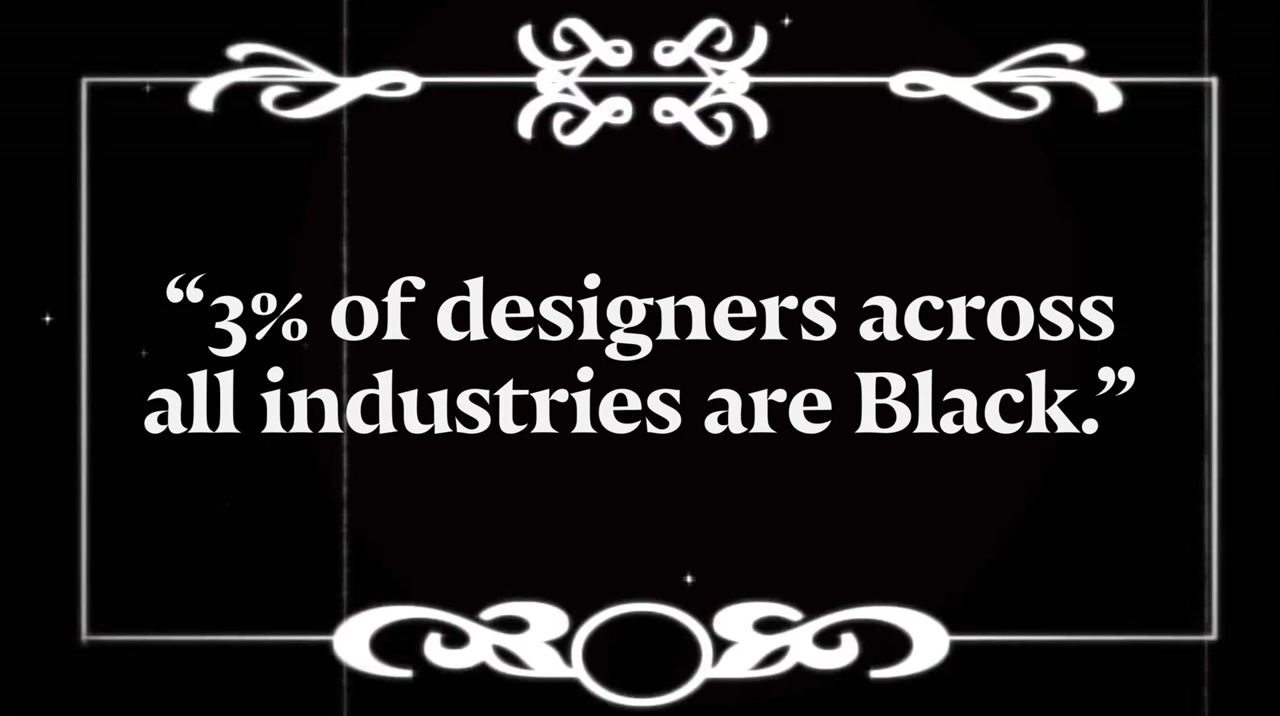 “3% of designers across
all industries are Black.”